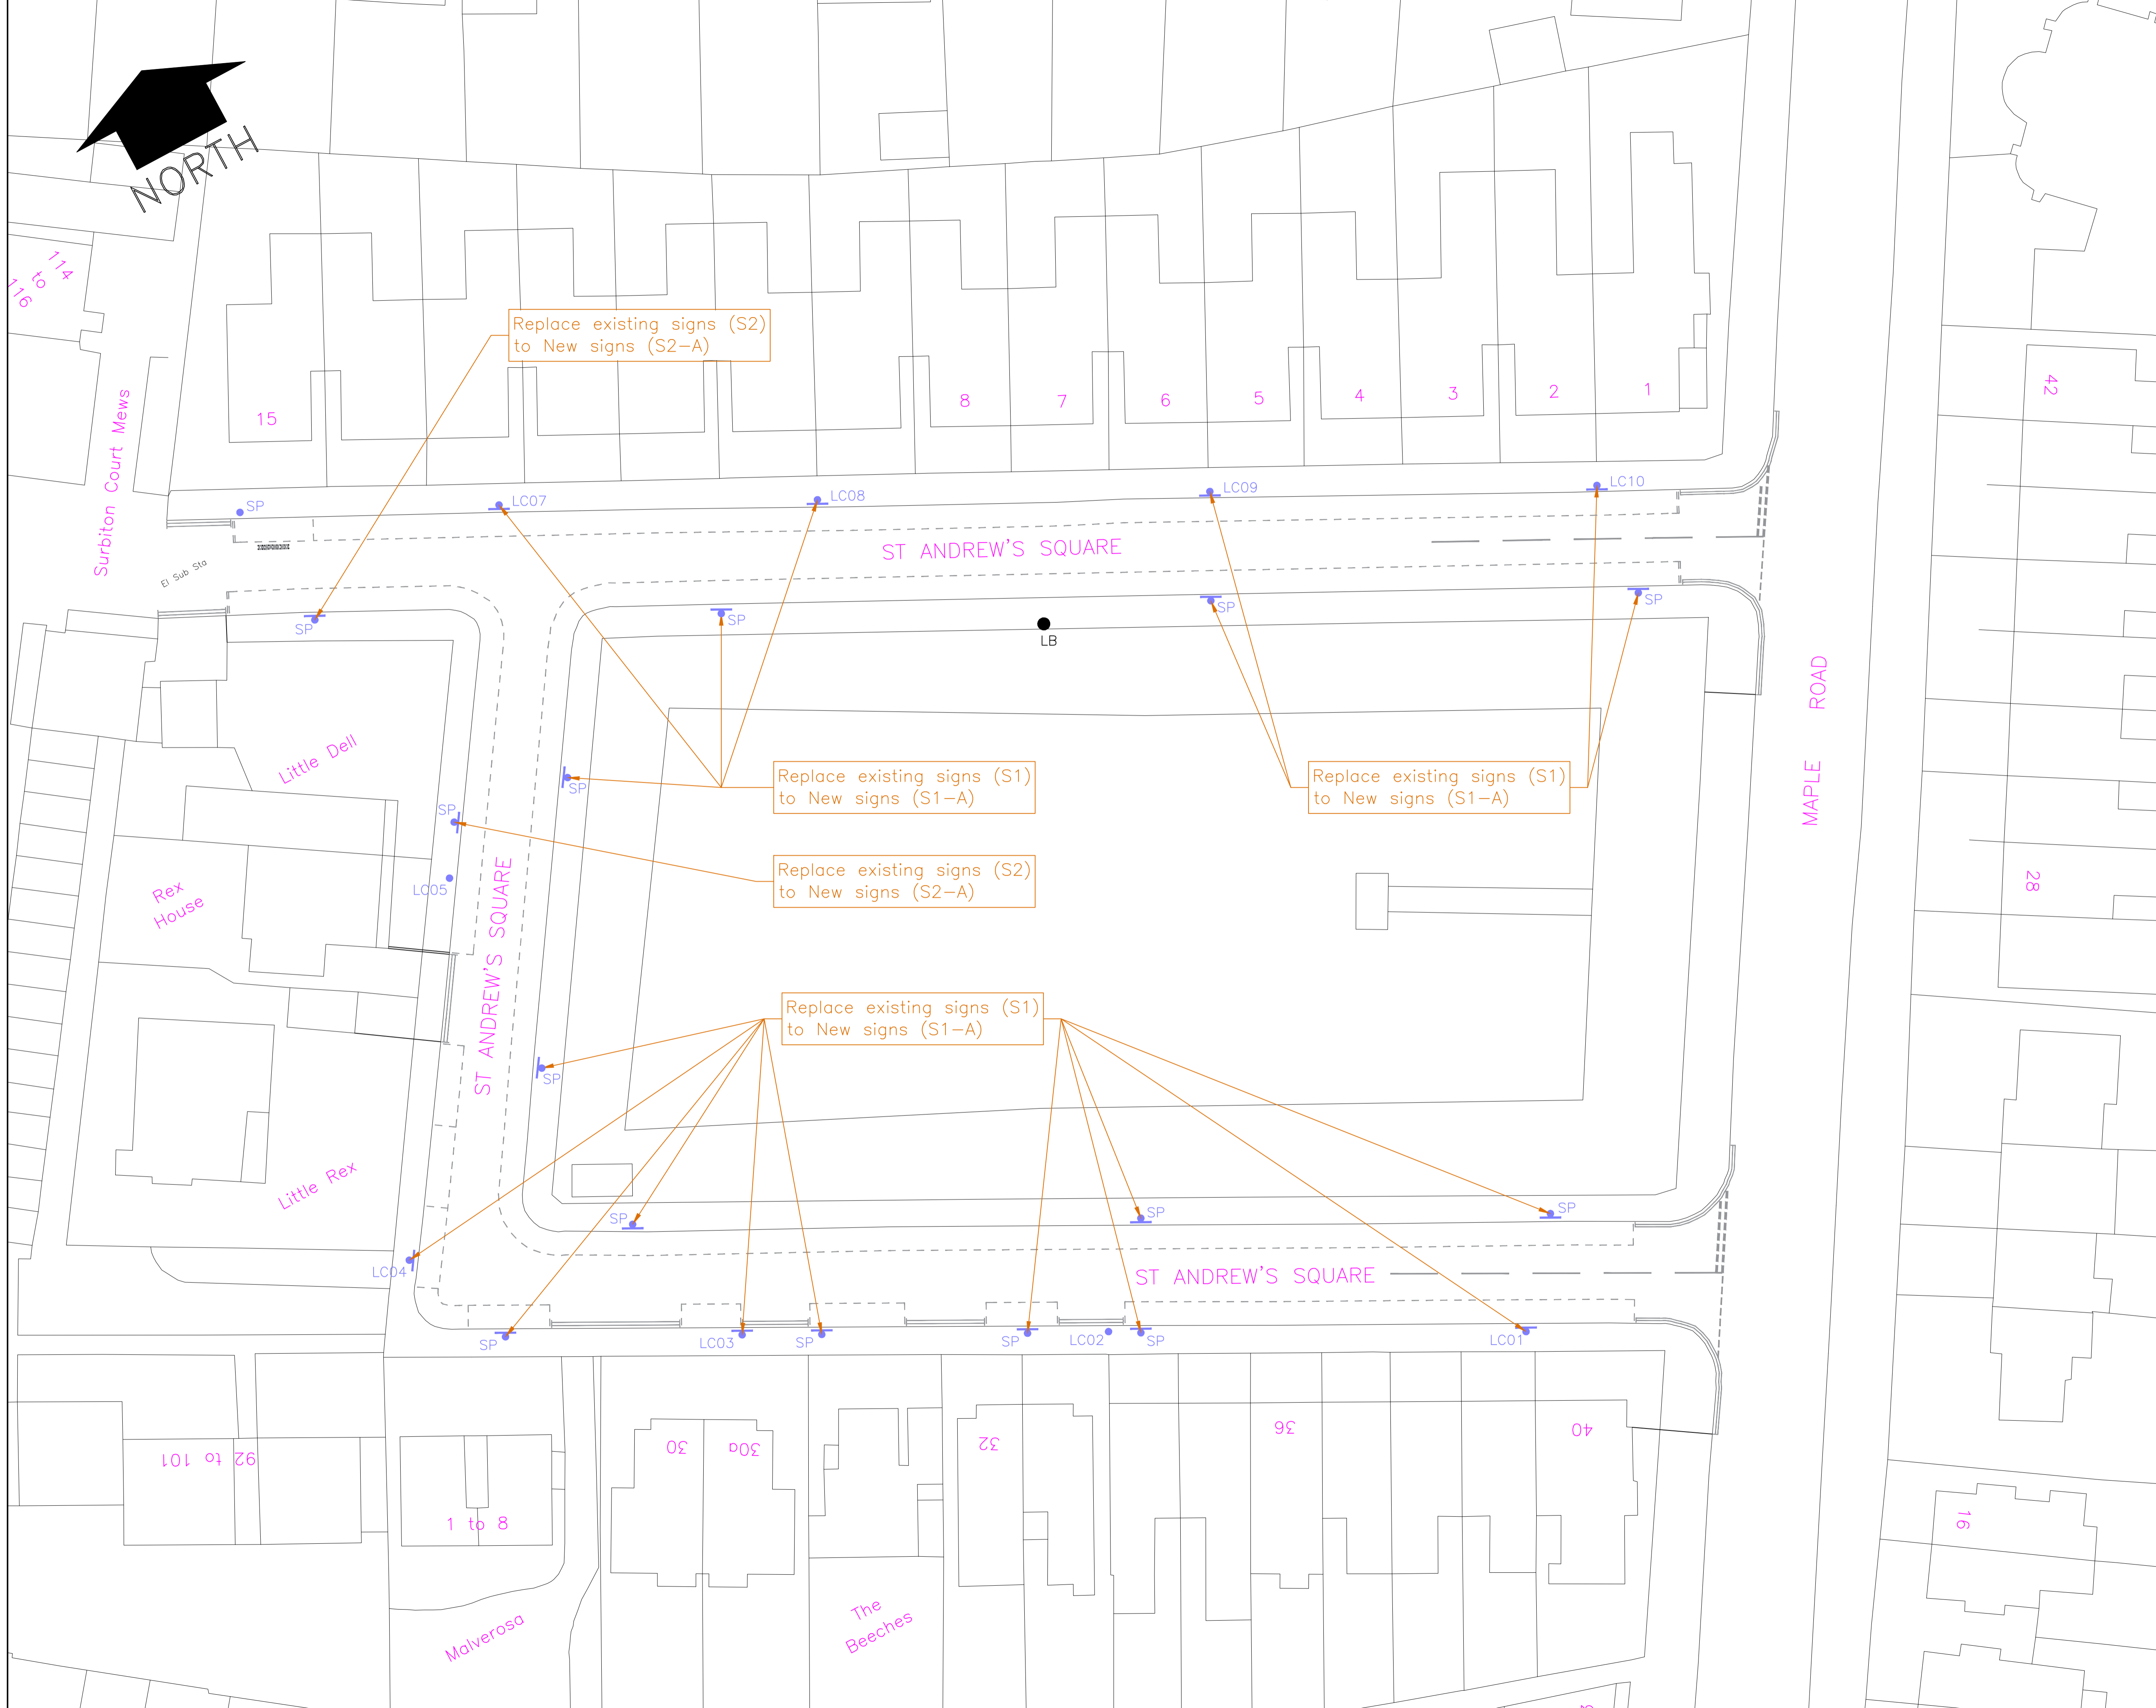 NORTH
114
to
116
Surbiton Court Mews
El Sub Sta
Replace existing signs (S2)
to New signs (S2-A)
15
8
7
6
5
4
3
2
1
42
SP
LC07
LC08
LC09
LC10
ST ANDREW'S SQUARE
SP
SP
SP
SP
LB
MAPLE ROAD
Little Dell
Replace existing signs (S1)
to New signs (S1-A)
Replace existing signs (S1)
to New signs (S1-A)
SP
SP
LC05
Rex
House
ST ANDREW'S SQUARE
Replace existing signs (S2)
to New signs (S2-A)
28
Replace existing signs (S1)
to New signs (S1-A)
SP
Little Rex
SP
SP
SP
LC04
ST ANDREW'S SQUARE
SP
LC03
SP
SP
LC02
SP
LC01
92 to 101
1 to 8
30
30a
32
36
40
16
Malverosa
The
Beeches